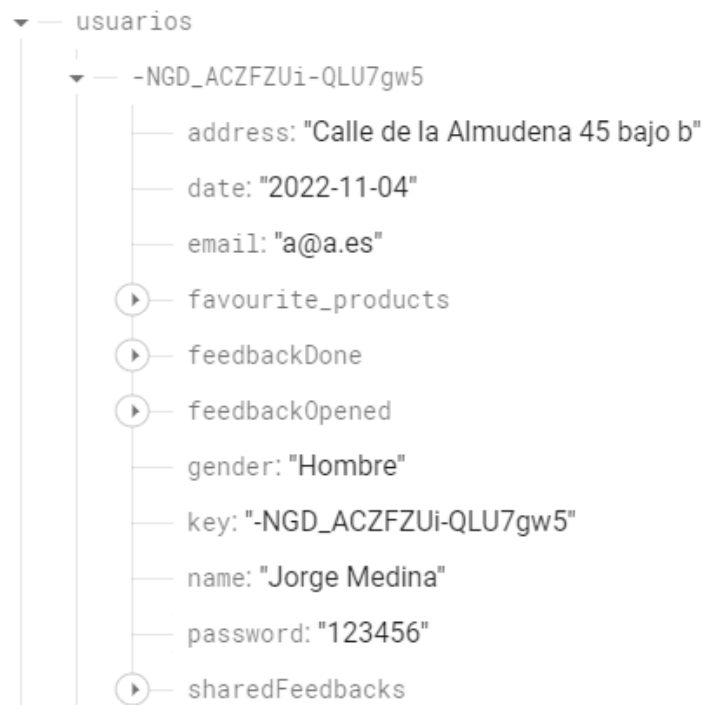 usuarios
-NGD_ACZFZUi-QLU7gw5
address: "Calle de la Almudena 45 bajo b"
date: "2022-11-04"
email: "a@a.es"
favourite_products
feedbackDone
feedbackOpened
gender: "Hombre"
key: "-NGD_ACZFZUi-QLU7gw5"
name: "Jorge Medina"
password: "123456"
sharedFeedbacks